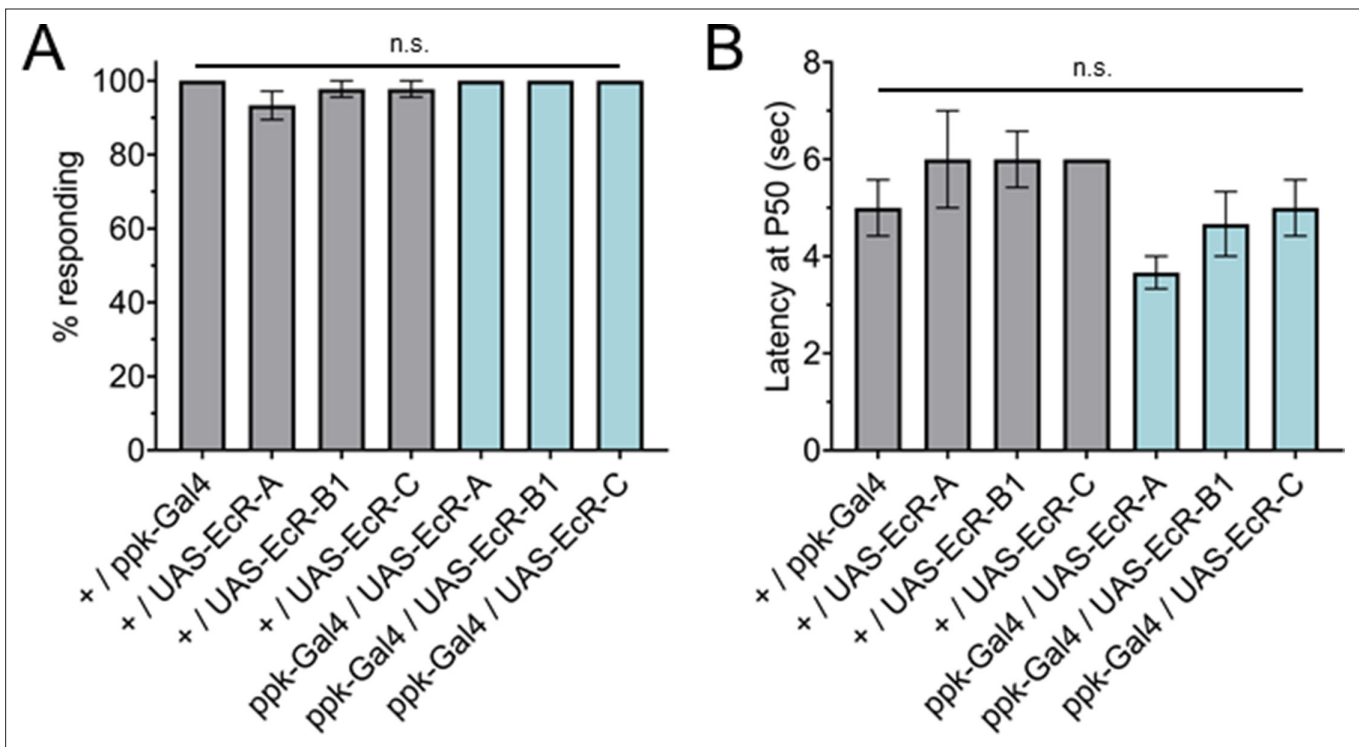 A
n.s.
% responding
100
80
60
40
20
0
+ / ppk-Gal4
+ / UAS-EcR-A
+ / UAS-EcR-B1
+ / UAS-EcR-C
ppk-Gal4 / UAS-EcR-A
ppk-Gal4 / UAS-EcR-B1
ppk-Gal4 / UAS-EcR-C
B
n.s.
Latency at P50 (sec)
8
6
4
2
0
+ / ppk-Gal4
+ / UAS-EcR-A
+ / UAS-EcR-B1
+ / UAS-EcR-C
ppk-Gal4 / UAS-EcR-A
ppk-Gal4 / UAS-EcR-B1
ppk-Gal4 / UAS-EcR-C